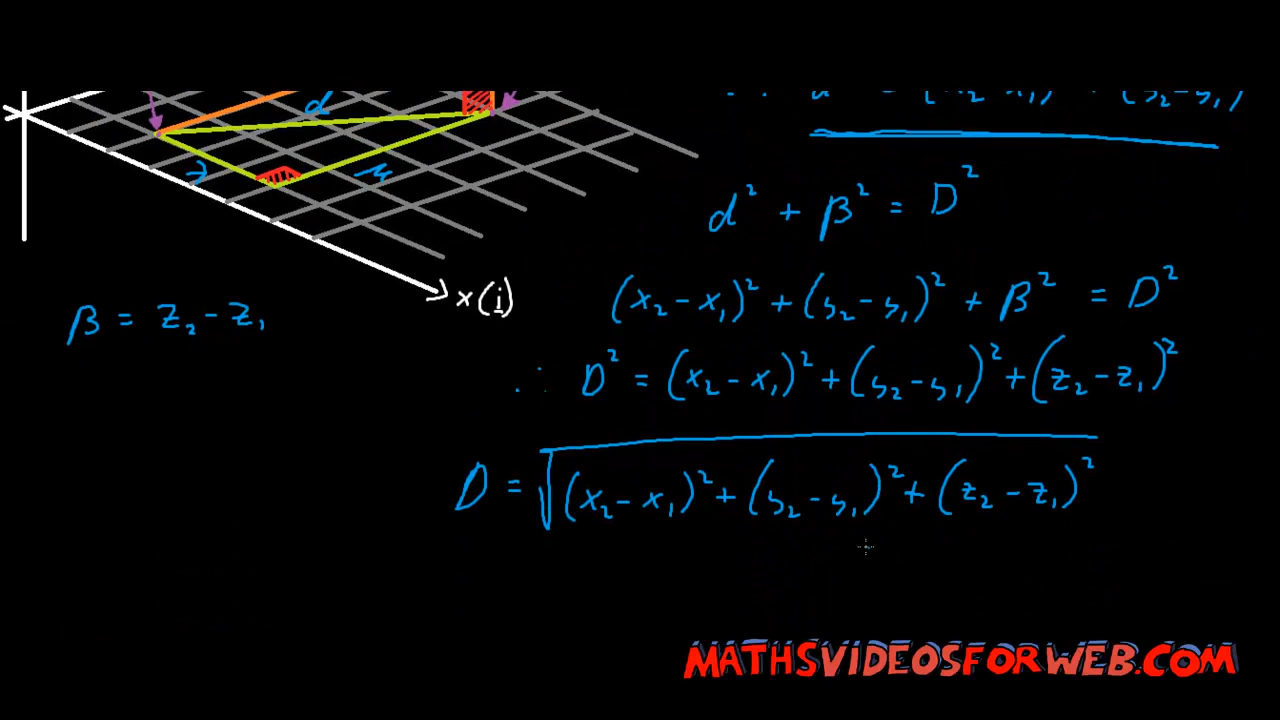 d
λ
μ
x(i)
β = z₂ - z₁
d² + β² = D²
(x₂ - x₁)² + (y₂ - y₁)² + β² = D²
∴ D² = (x₂ - x₁)² + (y₂ - y₁)² + (z₂ - z₁)²
D = √((x₂ - x₁)² + (y₂ - y₁)² + (z₂ - z₁)²)
MATHSVIDEOSFORWEB.COM